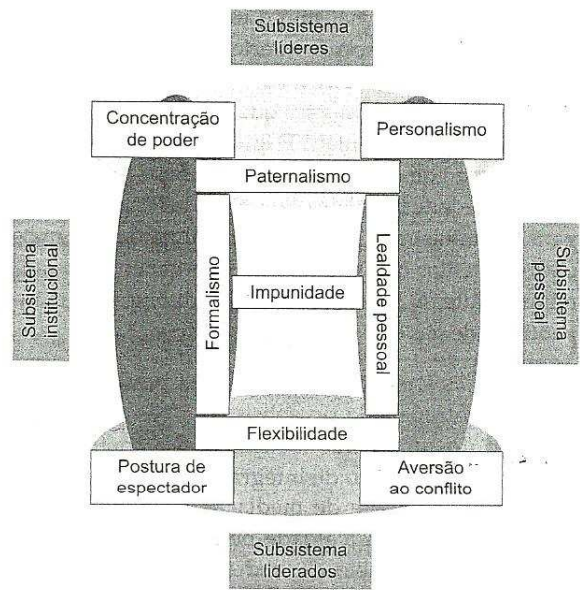 Subsistema
líderes
Concentração
de poder
Personalismo
Paternalismo
Subsistema
institucional
Formalismo
Impunidade
Lealdade pessoal
Subsistema
pessoal
Flexibilidade
Postura de
espectador
Aversão
ao conflito
Subsistema
liderados